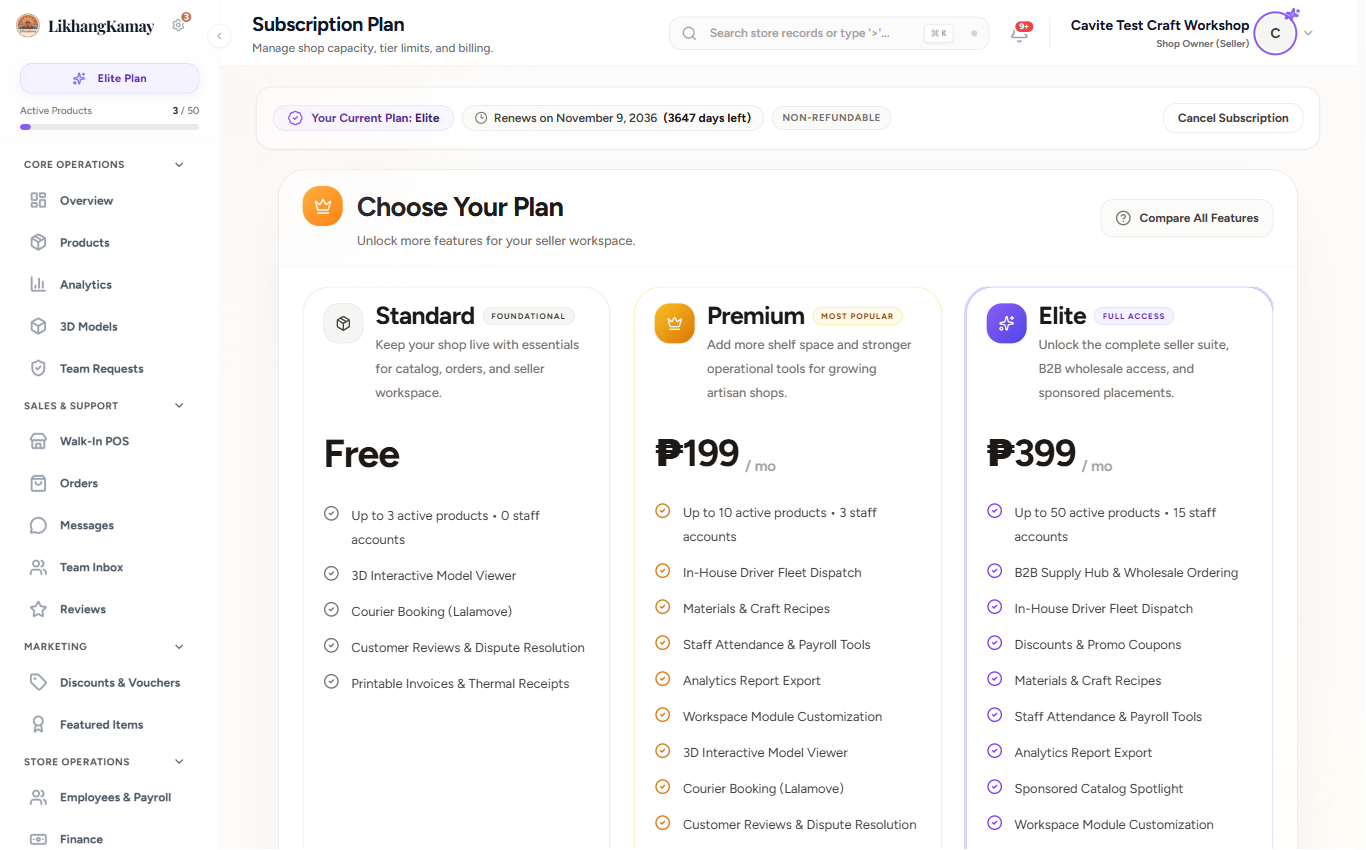 LikhangKamay
3
Elite Plan
Active Products 3 / 50
CORE OPERATIONS
Overview
Products
Analytics
3D Models
Team Requests
SALES & SUPPORT
Walk-In POS
Orders
Messages
Team Inbox
Reviews
MARKETING
Discounts & Vouchers
Featured Items
STORE OPERATIONS
Employees & Payroll
Finance
Subscription Plan
Manage shop capacity, tier limits, and billing.
Search store records or type '>'... ⌘ K
9+
Cavite Test Craft Workshop
Shop Owner (Seller)
C
Your Current Plan: Elite
Renews on November 9, 2036 (3647 days left)
NON-REFUNDABLE
Cancel Subscription
Choose Your Plan
Unlock more features for your seller workspace.
Compare All Features
Standard FOUNDATIONAL
Keep your shop live with essentials
for catalog, orders, and seller
workspace.
Free
Up to 3 active products • 0 staff
accounts
3D Interactive Model Viewer
Courier Booking (Lalamove)
Customer Reviews & Dispute Resolution
Printable Invoices & Thermal Receipts
Premium MOST POPULAR
Add more shelf space and stronger
operational tools for growing
artisan shops.
₱199 / mo
Up to 10 active products • 3 staff
accounts
In-House Driver Fleet Dispatch
Materials & Craft Recipes
Staff Attendance & Payroll Tools
Analytics Report Export
Workspace Module Customization
3D Interactive Model Viewer
Courier Booking (Lalamove)
Customer Reviews & Dispute Resolution
Elite FULL ACCESS
Unlock the complete seller suite,
B2B wholesale access, and
sponsored placements.
₱399 / mo
Up to 50 active products • 15 staff
accounts
B2B Supply Hub & Wholesale Ordering
In-House Driver Fleet Dispatch
Discounts & Promo Coupons
Materials & Craft Recipes
Staff Attendance & Payroll Tools
Analytics Report Export
Sponsored Catalog Spotlight
Workspace Module Customization